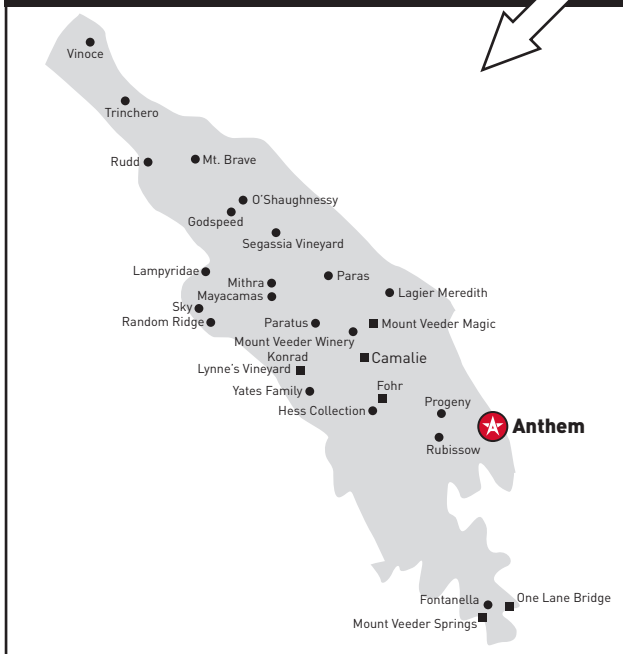 Vinoce
Trinchero
Rudd
Mt. Brave
O'Shaughnessy
Godspeed
Segassia Vineyard
Lampyridae
Paras
Mithra
Lagier Meredith
Mayacamas
Sky
Random Ridge
Paratus
Mount Veeder Magic
Mount Veeder Winery
Konrad
Camalie
Lynne's Vineyard
Fohr
Yates Family
Progeny
Hess Collection
A Anthem
Rubissow
Fontanella
One Lane Bridge
Mount Veeder Springs